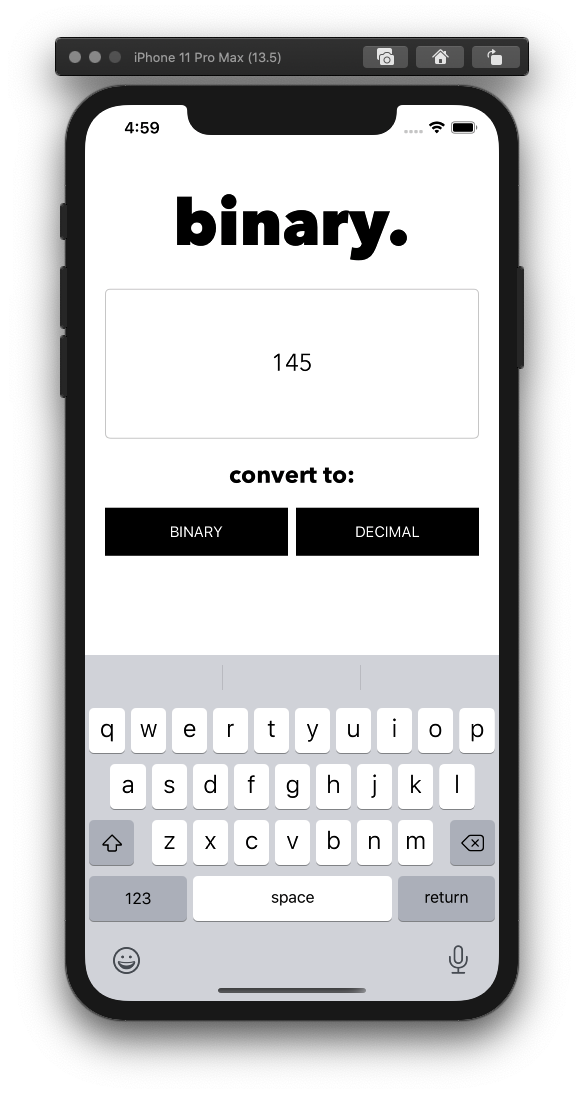 iPhone 11 Pro Max (13.5)
4:59
binary.
145
convert to:
BINARY DECIMAL
q w e r t y u i o p
a s d f g h j k l
z x c v b n m
123 space return